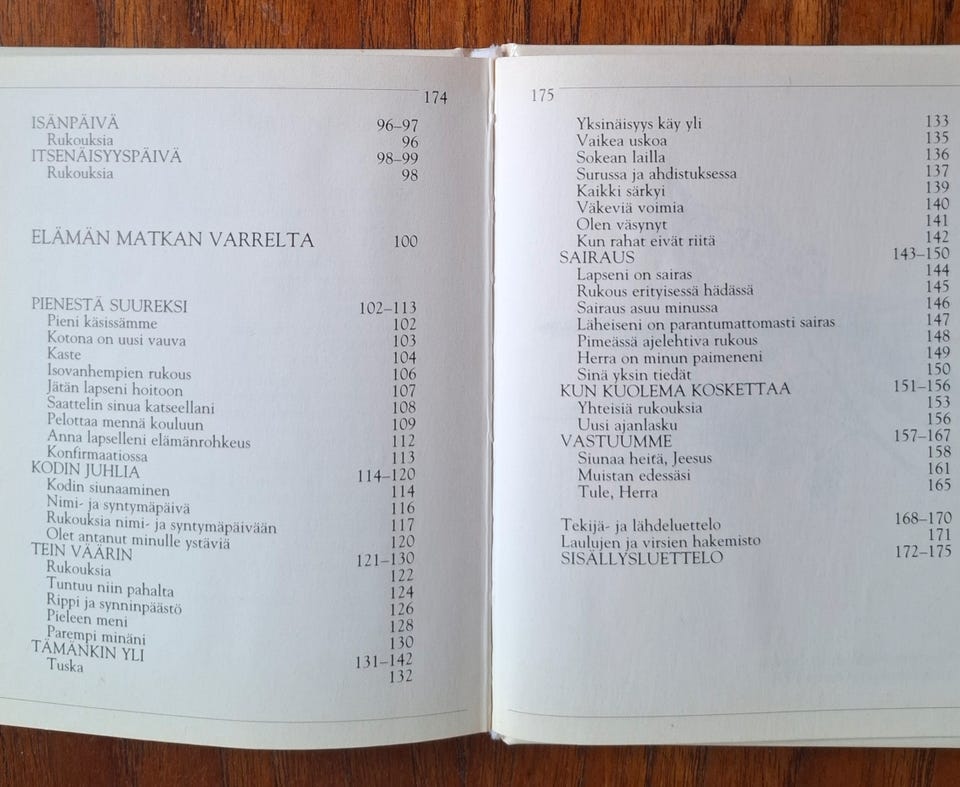 174
ISÄNPÄIVÄ 96–97
Rukouksia 96
ITSENÄISYYSPÄIVÄ 98–99
Rukouksia 98
ELÄMÄN MATKAN VARRELTA 100
PIENESTÄ SUUREKSI 102–113
Pieni käsissämme 102
Kotona on uusi vauva 103
Kaste 104
Isovanhempien rukous 106
Jätän lapseni hoitoon 107
Saattelin sinua katseellani 108
Pelottaa mennä kouluun 109
Anna lapselleni elämänrohkeus 112
Konfirmaatiossa 113
KODIN JUHLIA 114–120
Kodin siunaaminen 114
Nimi- ja syntymäpäivä 116
Rukouksia nimi- ja syntymäpäivään 117
Olet antanut minulle ystäviä 120
TEIN VÄÄRIN 121–130
Rukouksia 122
Tuntuu niin pahalta 124
Rippi ja synninpäästö 126
Pieleen meni 128
Parempi minäni 130
TÄMÄNKIN YLI 131–142
Tuska 132
175
Yksinäisyys käy yli 133
Vaikea uskoa 135
Sokean lailla 136
Surussa ja ahdistuksessa 137
Kaikki särkyi 139
Väkeviä voimia 140
Olen väsynyt 141
Kun rahat eivät riitä 142
SAIRAUS 143–150
Lapseni on sairas 144
Rukous erityisessä hädässä 145
Sairaus asuu minussa 146
Läheiseni on parantumattomasti sairas 147
Pimeässä ajelehtiva rukous 148
Herra on minun paimeneni 149
Sinä yksin tiedät 150
KUN KUOLEMA KOSKETTAA 151–156
Yhteisiä rukouksia 153
Uusi ajanlasku 156
VASTUUMME 157–167
Siunaa heitä, Jeesus 158
Muistan edessäsi 161
Tule, Herra 165
Tekijä- ja lähdeluettelo 168–170
Laulujen ja virsien hakemisto 171
SISÄLLYSLUETTELO 172–175